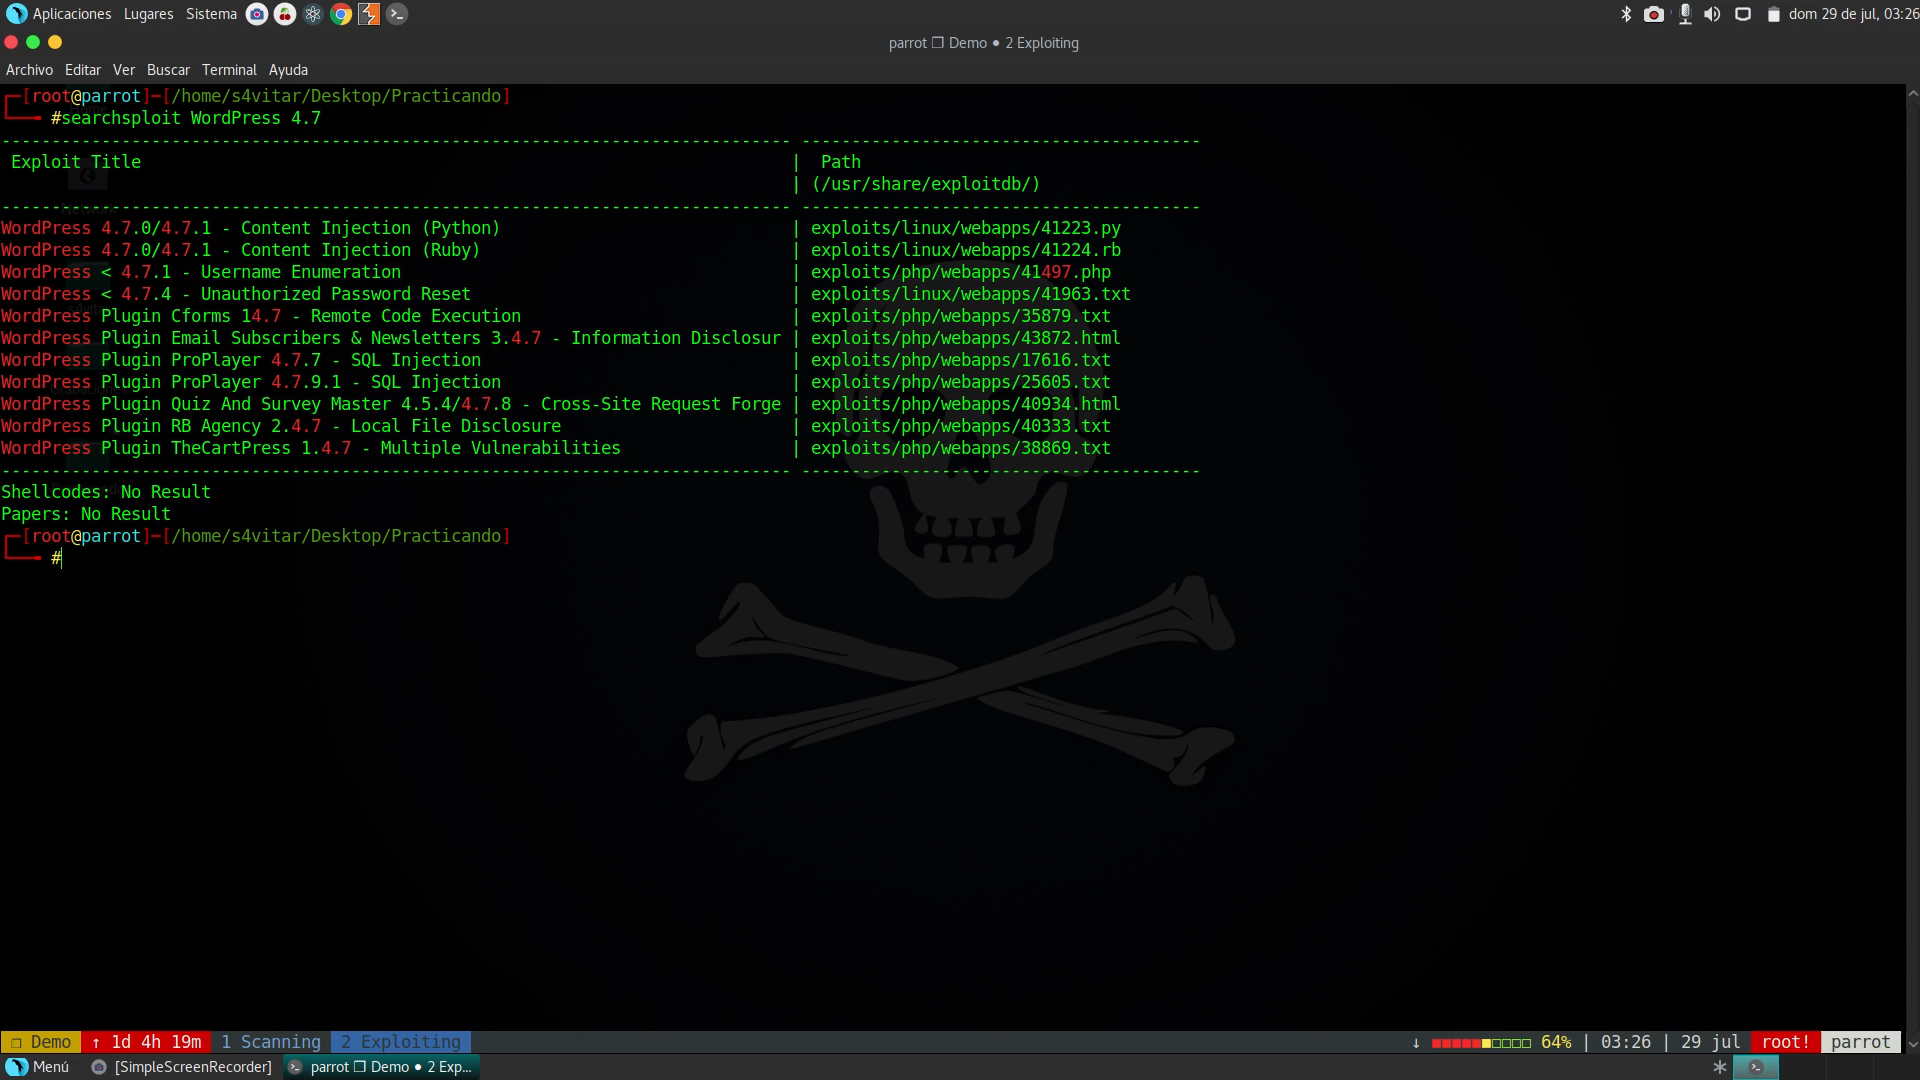 Aplicaciones Lugares Sistema dom 29 de jul, 03:26
parrot ❐ Demo ● 2 Exploiting
Archivo Editar Ver Buscar Terminal Ayuda
┌─[root@parrot]─[/home/s4vitar/Desktop/Practicando]
└──╼ #searchsploit WordPress 4.7
------------------------------------------------------------------------------- ----------------------------------------
Exploit Title | Path
| (/usr/share/exploitdb/)
------------------------------------------------------------------------------- ----------------------------------------
WordPress 4.7.0/4.7.1 - Content Injection (Python) | exploits/linux/webapps/41223.py
WordPress 4.7.0/4.7.1 - Content Injection (Ruby) | exploits/linux/webapps/41224.rb
WordPress < 4.7.1 - Username Enumeration | exploits/php/webapps/41497.php
WordPress < 4.7.4 - Unauthorized Password Reset | exploits/linux/webapps/41963.txt
WordPress Plugin Cforms 14.7 - Remote Code Execution | exploits/php/webapps/35879.txt
WordPress Plugin Email Subscribers & Newsletters 3.4.7 - Information Disclosur | exploits/php/webapps/43872.html
WordPress Plugin ProPlayer 4.7.7 - SQL Injection | exploits/php/webapps/17616.txt
WordPress Plugin ProPlayer 4.7.9.1 - SQL Injection | exploits/php/webapps/25605.txt
WordPress Plugin Quiz And Survey Master 4.5.4/4.7.8 - Cross-Site Request Forge | exploits/php/webapps/40934.html
WordPress Plugin RB Agency 2.4.7 - Local File Disclosure | exploits/php/webapps/40333.txt
WordPress Plugin TheCartPress 1.4.7 - Multiple Vulnerabilities | exploits/php/webapps/38869.txt
------------------------------------------------------------------------------- ----------------------------------------
Shellcodes: No Result
Papers: No Result
┌─[root@parrot]─[/home/s4vitar/Desktop/Practicando]
└──╼ #
❐ Demo ↑ 1d 4h 19m 1 Scanning 2 Exploiting ↓ 64% | 03:26 | 29 jul root! parrot
Menú [SimpleScreenRecorder] parrot ❐ Demo ● 2 Exp...